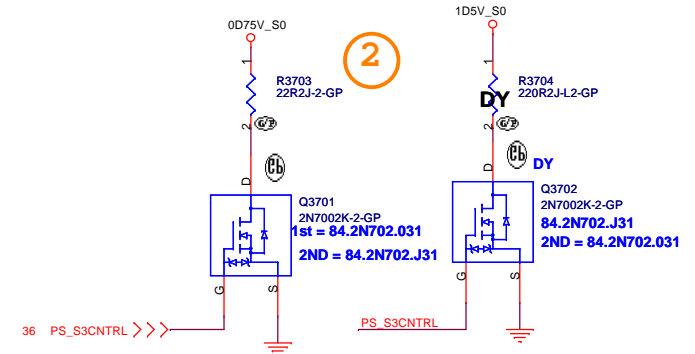 0D75V_S0
1D5V_S0
2
1
R3703
22R2J-2-GP
2
G/P
1
R3704
220R2J-L2-GP
DY
2
G/P
D
Pb
D
Pb
DY
Q3701
2N7002K-2-GP
1st = 84.2N702.031
2ND = 84.2N702.J31
Q3702
2N7002K-2-GP
84.2N702.J31
2ND = 84.2N702.031
G
S
G
S
36 PS_S3CNTRL
PS_S3CNTRL